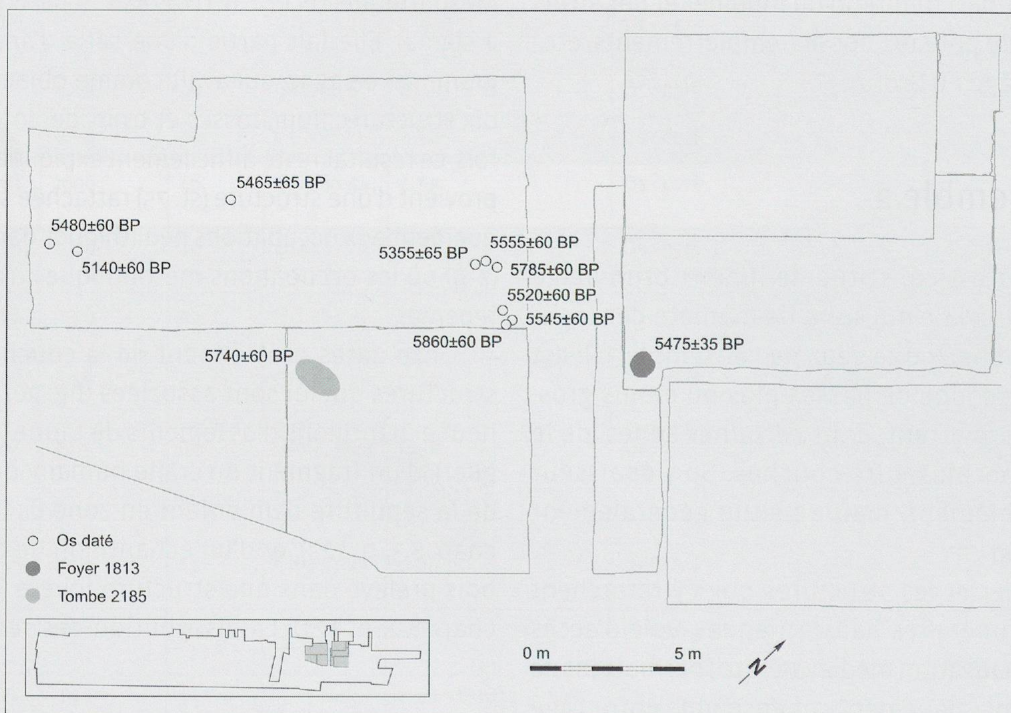 5465±65 BP
5480±60 BP
5140±60 BP
5555±60 BP
5355±65 BP
5785±60 BP
5520±60 BP
5545±60 BP
5860±60 BP
5740±60 BP
5475±35 BP
Os daté
Foyer 1813
Tombe 2185
0 m
5 m
N